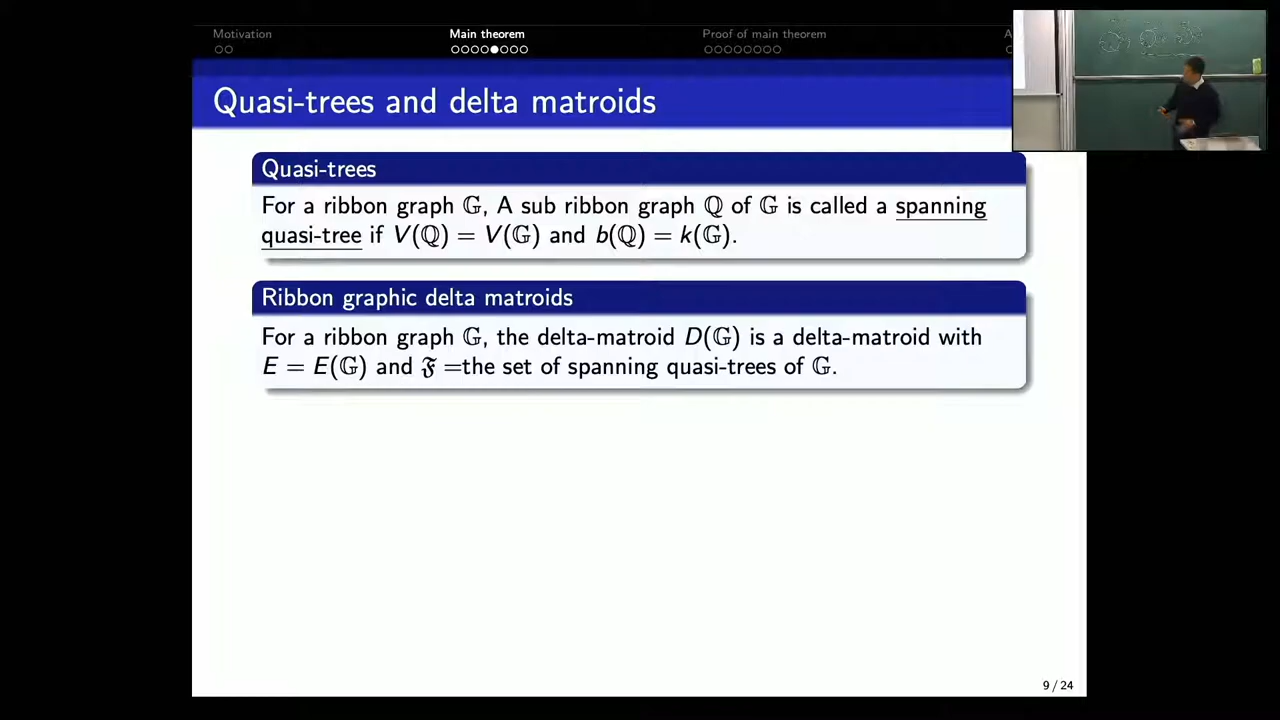 Motivation
Main theorem
Proof of main theorem
A
Quasi-trees and delta matroids
Quasi-trees
For a ribbon graph 𝔾, A sub ribbon graph ℚ of 𝔾 is called a spanning
quasi-tree if V(ℚ) = V(𝔾) and b(ℚ) = k(𝔾).
Ribbon graphic delta matroids
For a ribbon graph 𝔾, the delta-matroid D(𝔾) is a delta-matroid with
E = E(𝔾) and 𝔉 =the set of spanning quasi-trees of 𝔾.
9 / 24